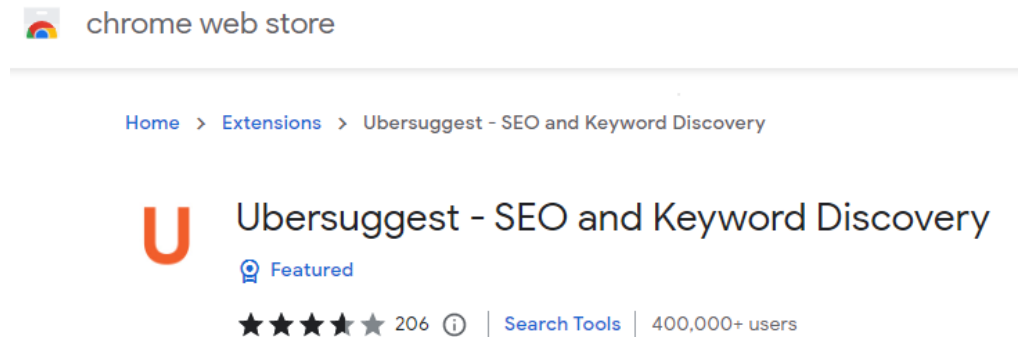 chrome web store
Home > Extensions > Ubersuggest - SEO and Keyword Discovery
U
Ubersuggest - SEO and Keyword Discovery
Featured
206 | Search Tools | 400,000+ users